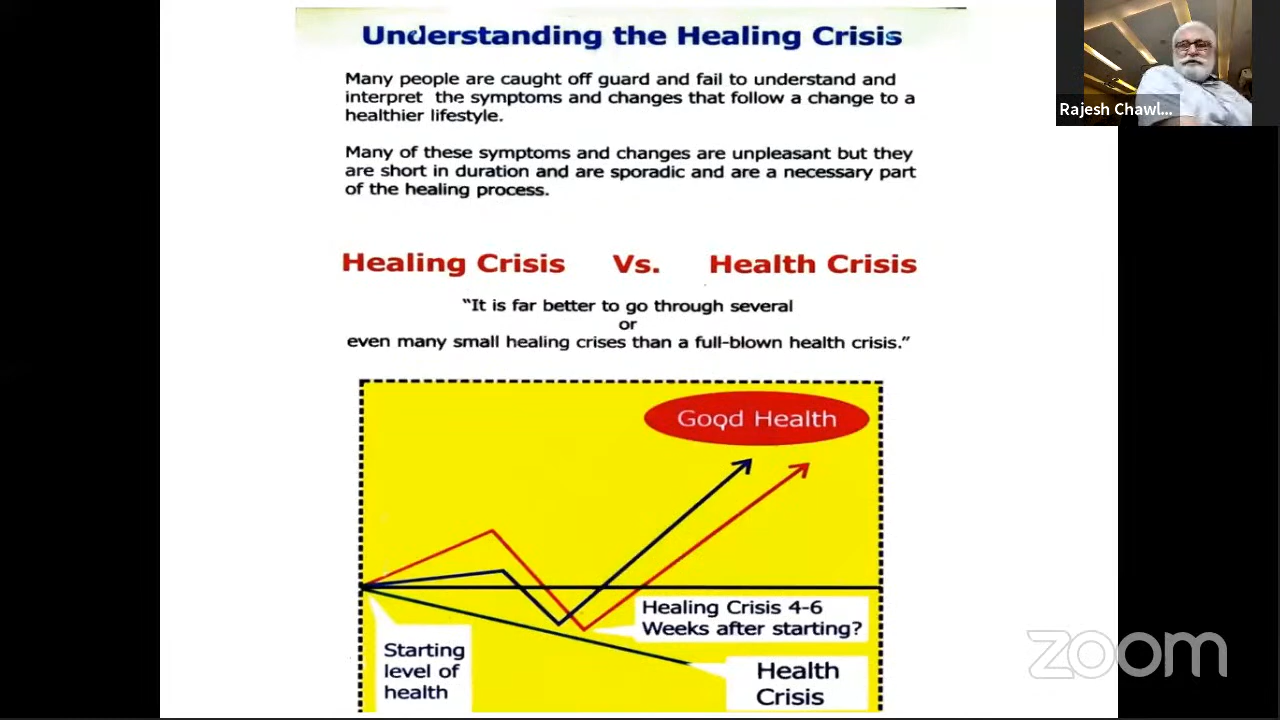 Understanding the Healing Crisis
Rajesh Chawl...
Many people are caught off guard and fail to understand and
interpret the symptoms and changes that follow a change to a
healthier lifestyle.
Many of these symptoms and changes are unpleasant but they
are short in duration and are sporadic and are a necessary part
of the healing process.
Healing Crisis Vs. Health Crisis
“It is far better to go through several
or
even many small healing crises than a full-blown health crisis.”
Good Health
Healing Crisis 4-6
Weeks after starting?
Starting
level of
health
Health
Crisis
zoom